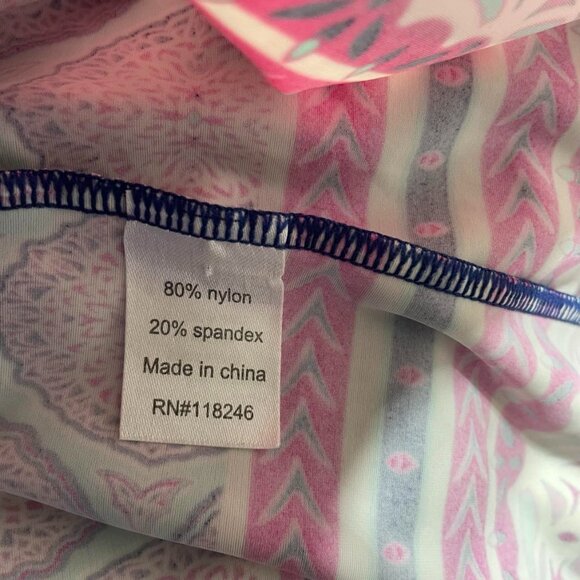 80% nylon
20% spandex
Made in china
RN#118246